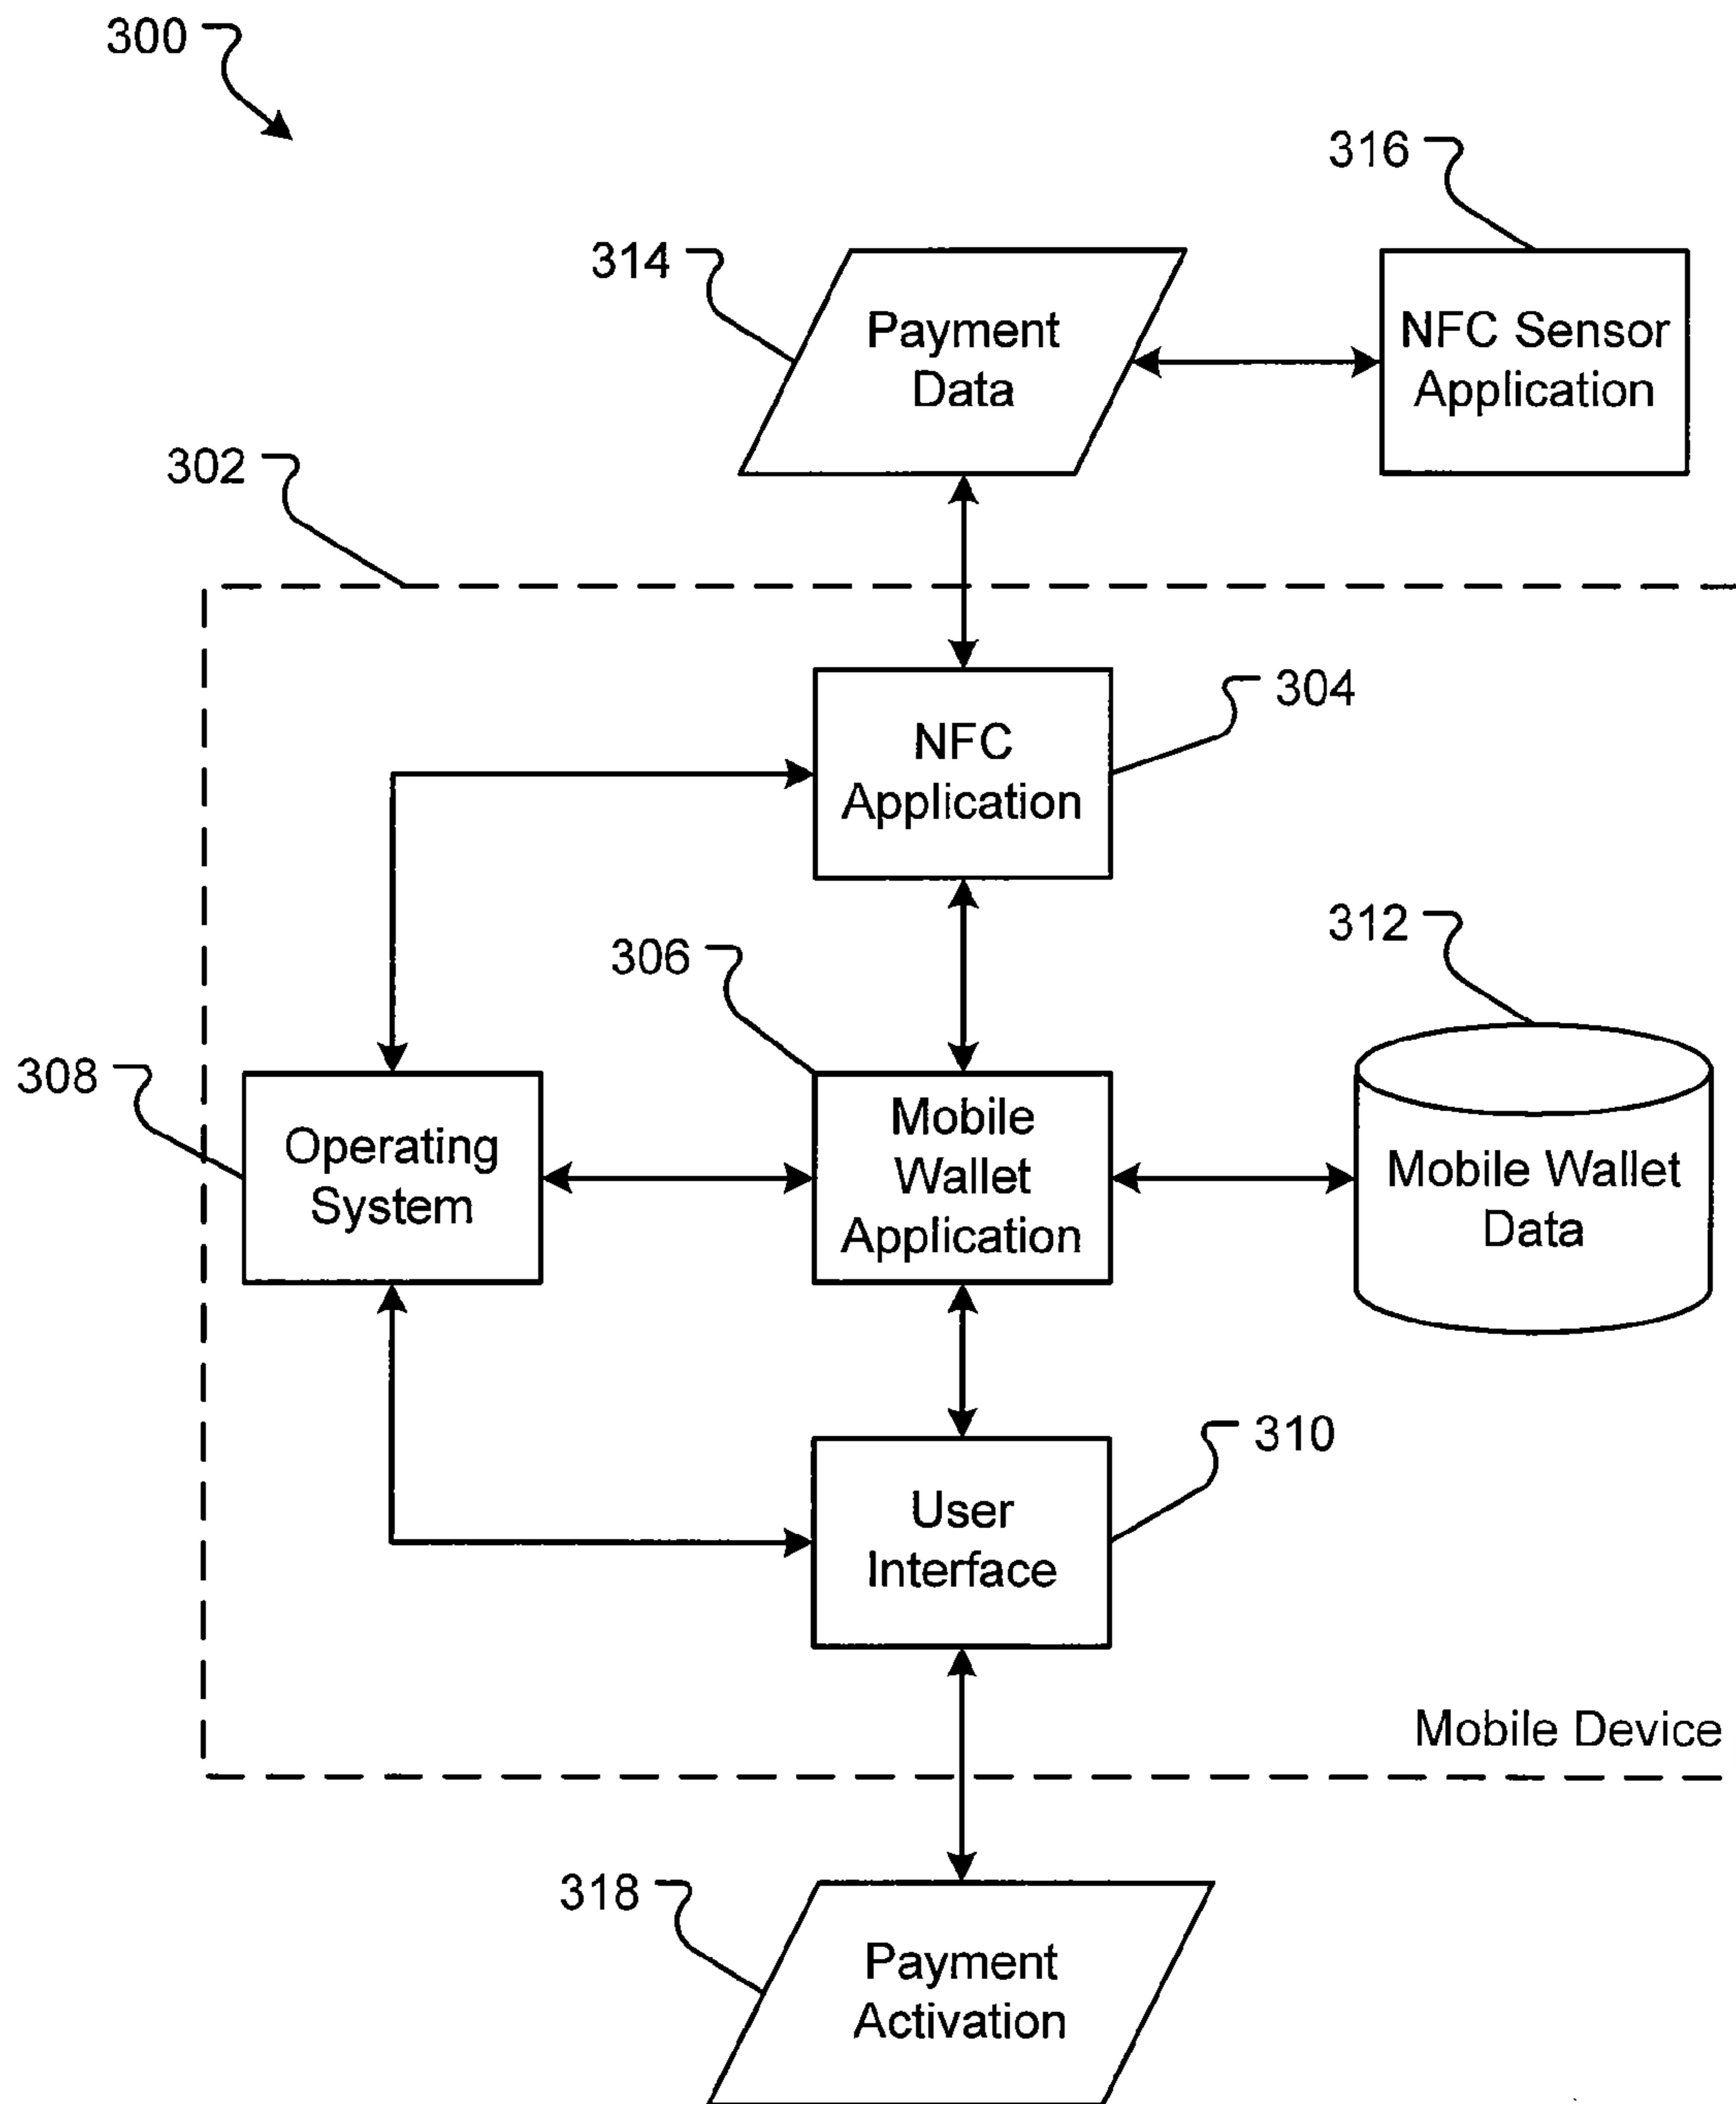 300
316
314
Payment
Data
NFC Sensor
Application
302
304
NFC
Application
306
312
308
Operating
System
Mobile
Wallet
Application
Mobile Wallet
Data
310
User
Interface
Mobile Device
318
Payment
Activation